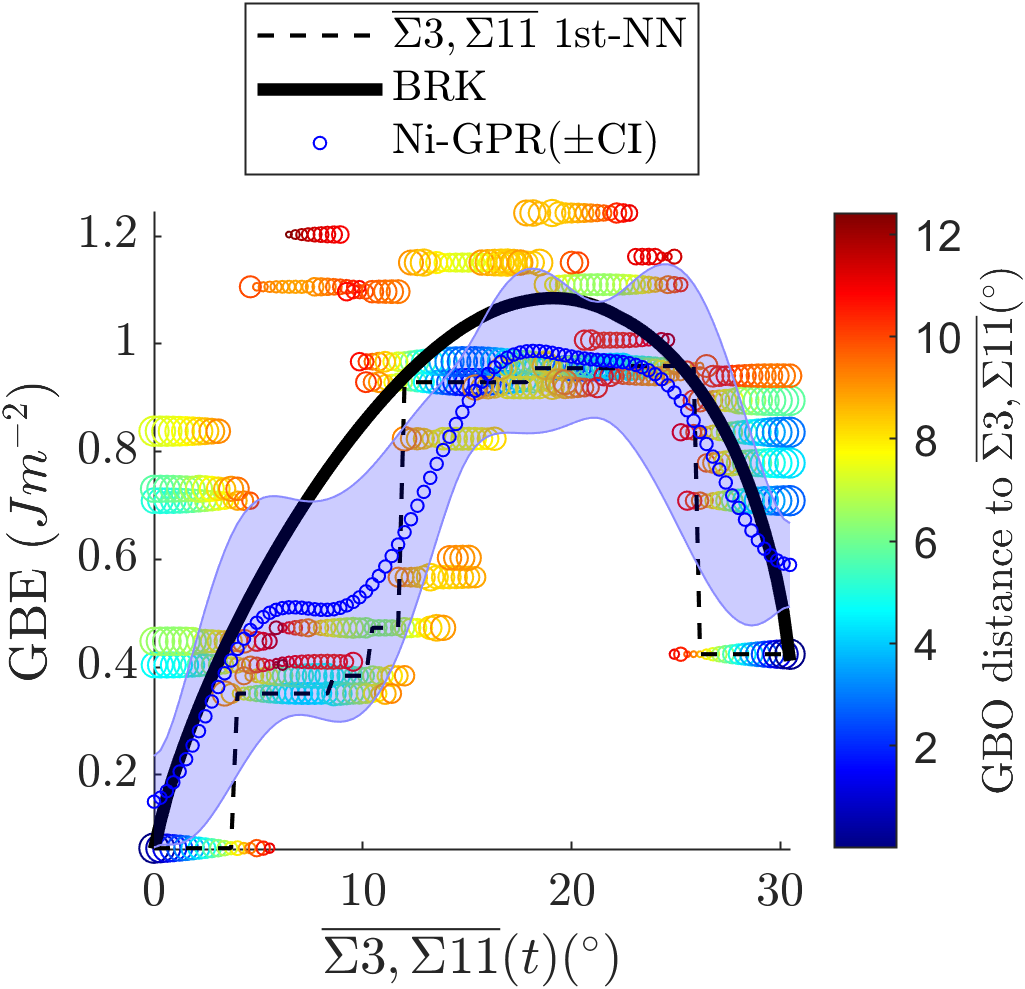 Σ3, Σ11 1st-NN
BRK
Ni-GPR(±CI)
GBE (Jm⁻²)
1.2
1
0.8
0.6
0.4
0.2
0
10
20
30
Σ3, Σ11(t)(°)
12
10
8
6
4
2
GBO distance to Σ3, Σ11(°)